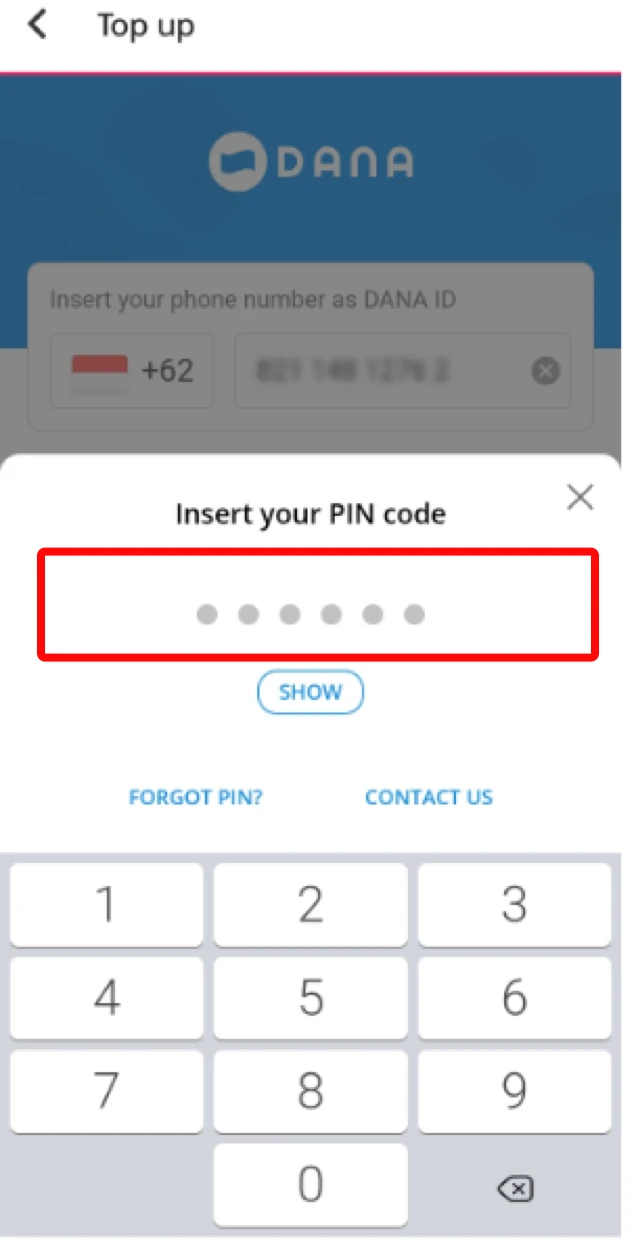 Top up
DANA
Insert your phone number as DANA ID
+62
Insert your PIN code
SHOW
FORGOT PIN? CONTACT US
1 2 3
4 5 6
7 8 9
0